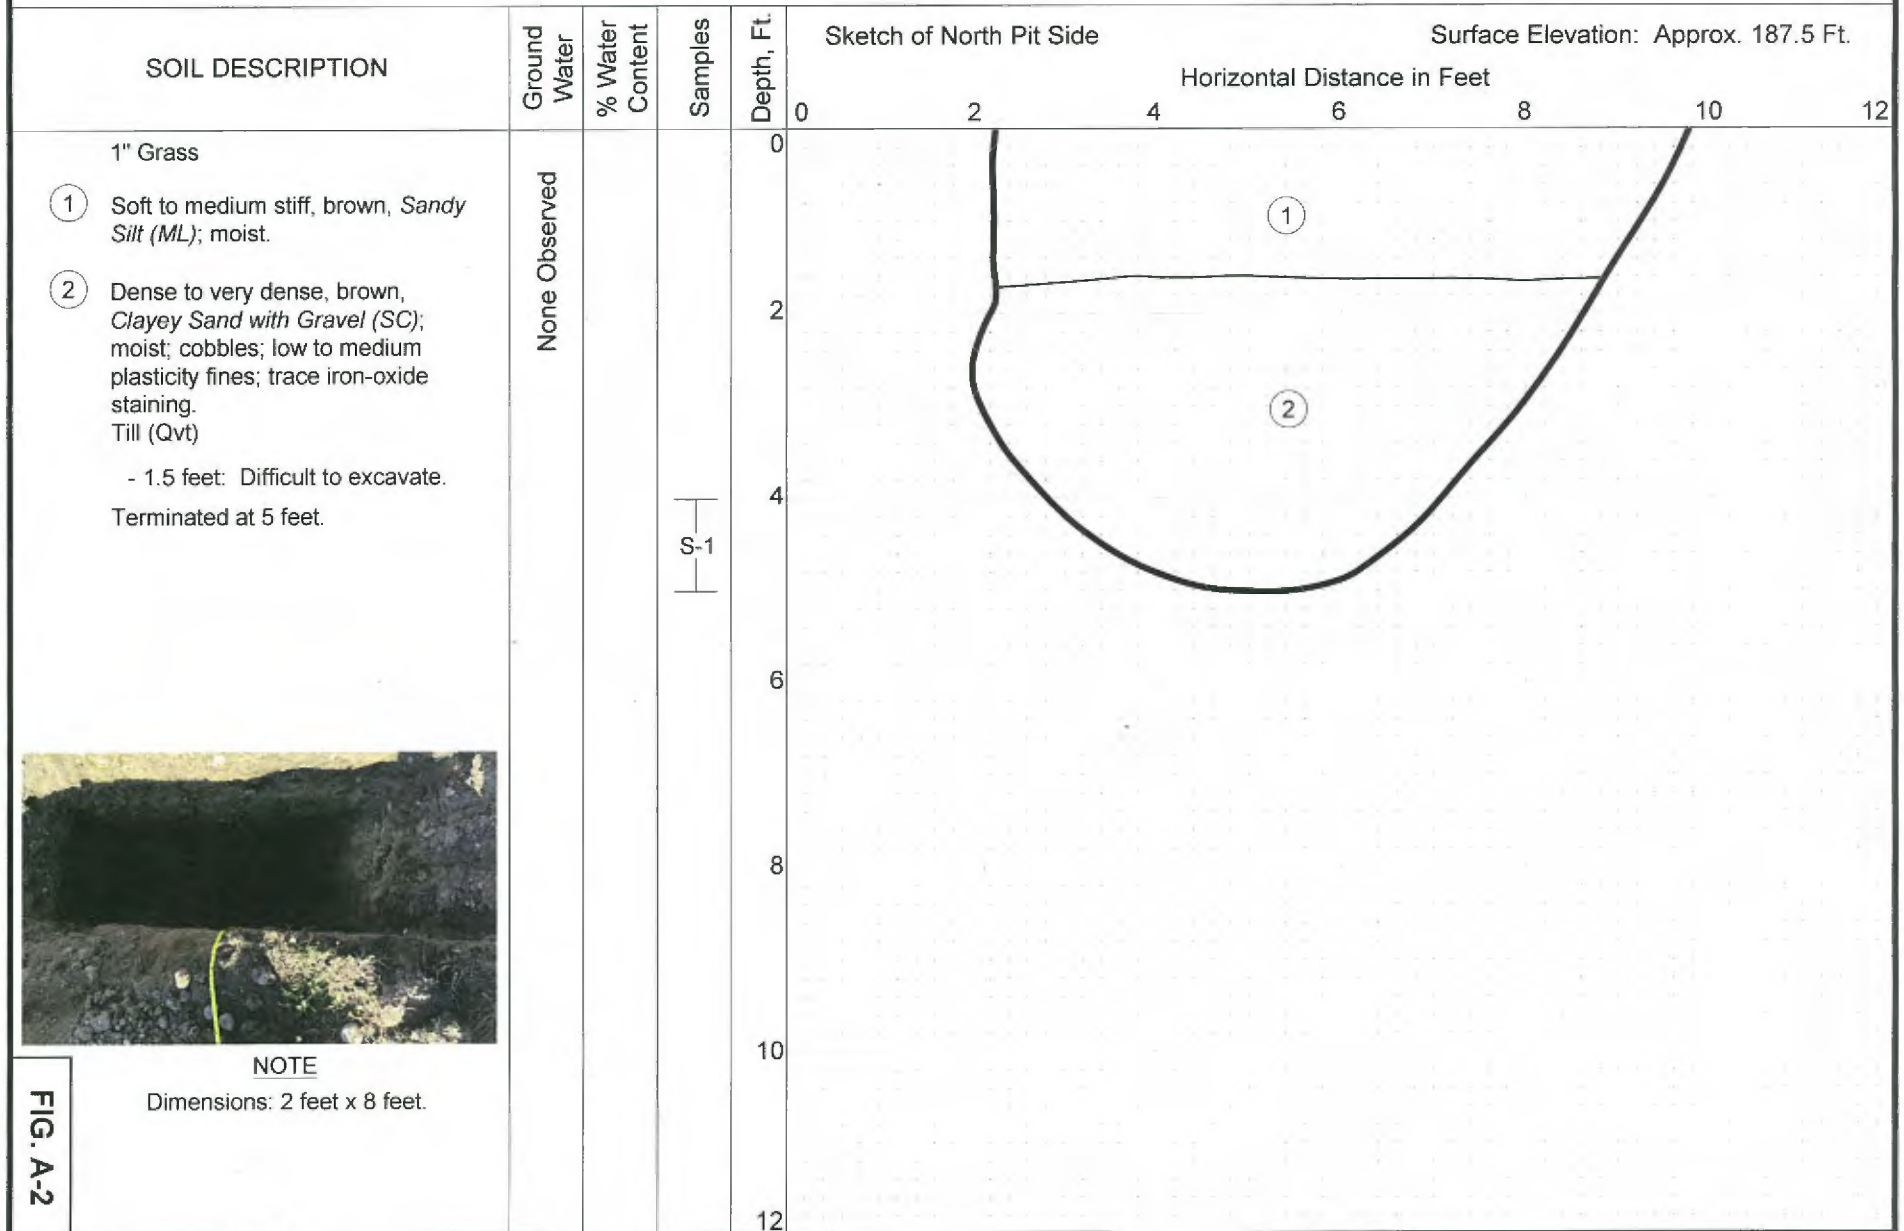 SOIL DESCRIPTION
Ground
Water
% Water
Content
Samples
Depth, Ft.
Sketch of North Pit Side
Surface Elevation: Approx. 187.5 Ft.
Horizontal Distance in Feet
0 2 4 6 8 10 12
1" Grass
1 Soft to medium stiff, brown, Sandy
Silt (ML); moist.
2 Dense to very dense, brown,
Clayey Sand with Gravel (SC);
moist; cobbles; low to medium
plasticity fines; trace iron-oxide
staining.
Till (Qvt)
- 1.5 feet: Difficult to excavate.
Terminated at 5 feet.
None Observed
S-1
0
2
4
6
8
10
12
1
2
NOTE
Dimensions: 2 feet x 8 feet.
FIG. A-2